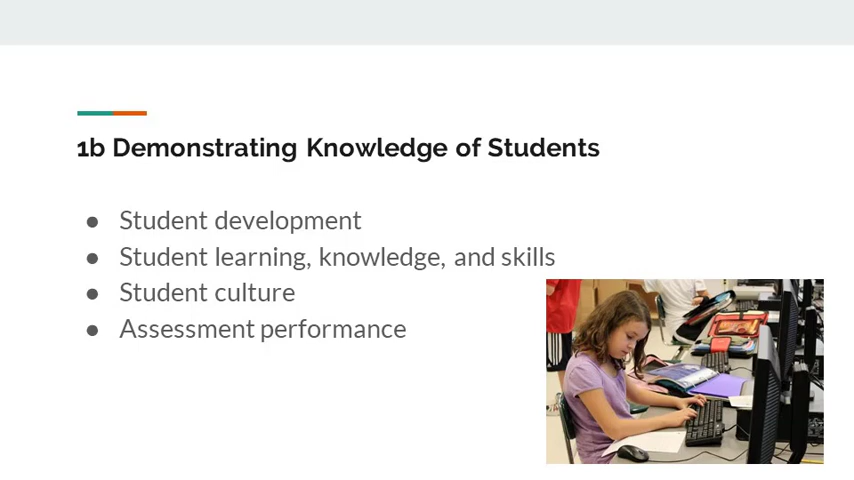 1b Demonstrating Knowledge of Students
● Student development
● Student learning, knowledge, and skills
● Student culture
● Assessment performance